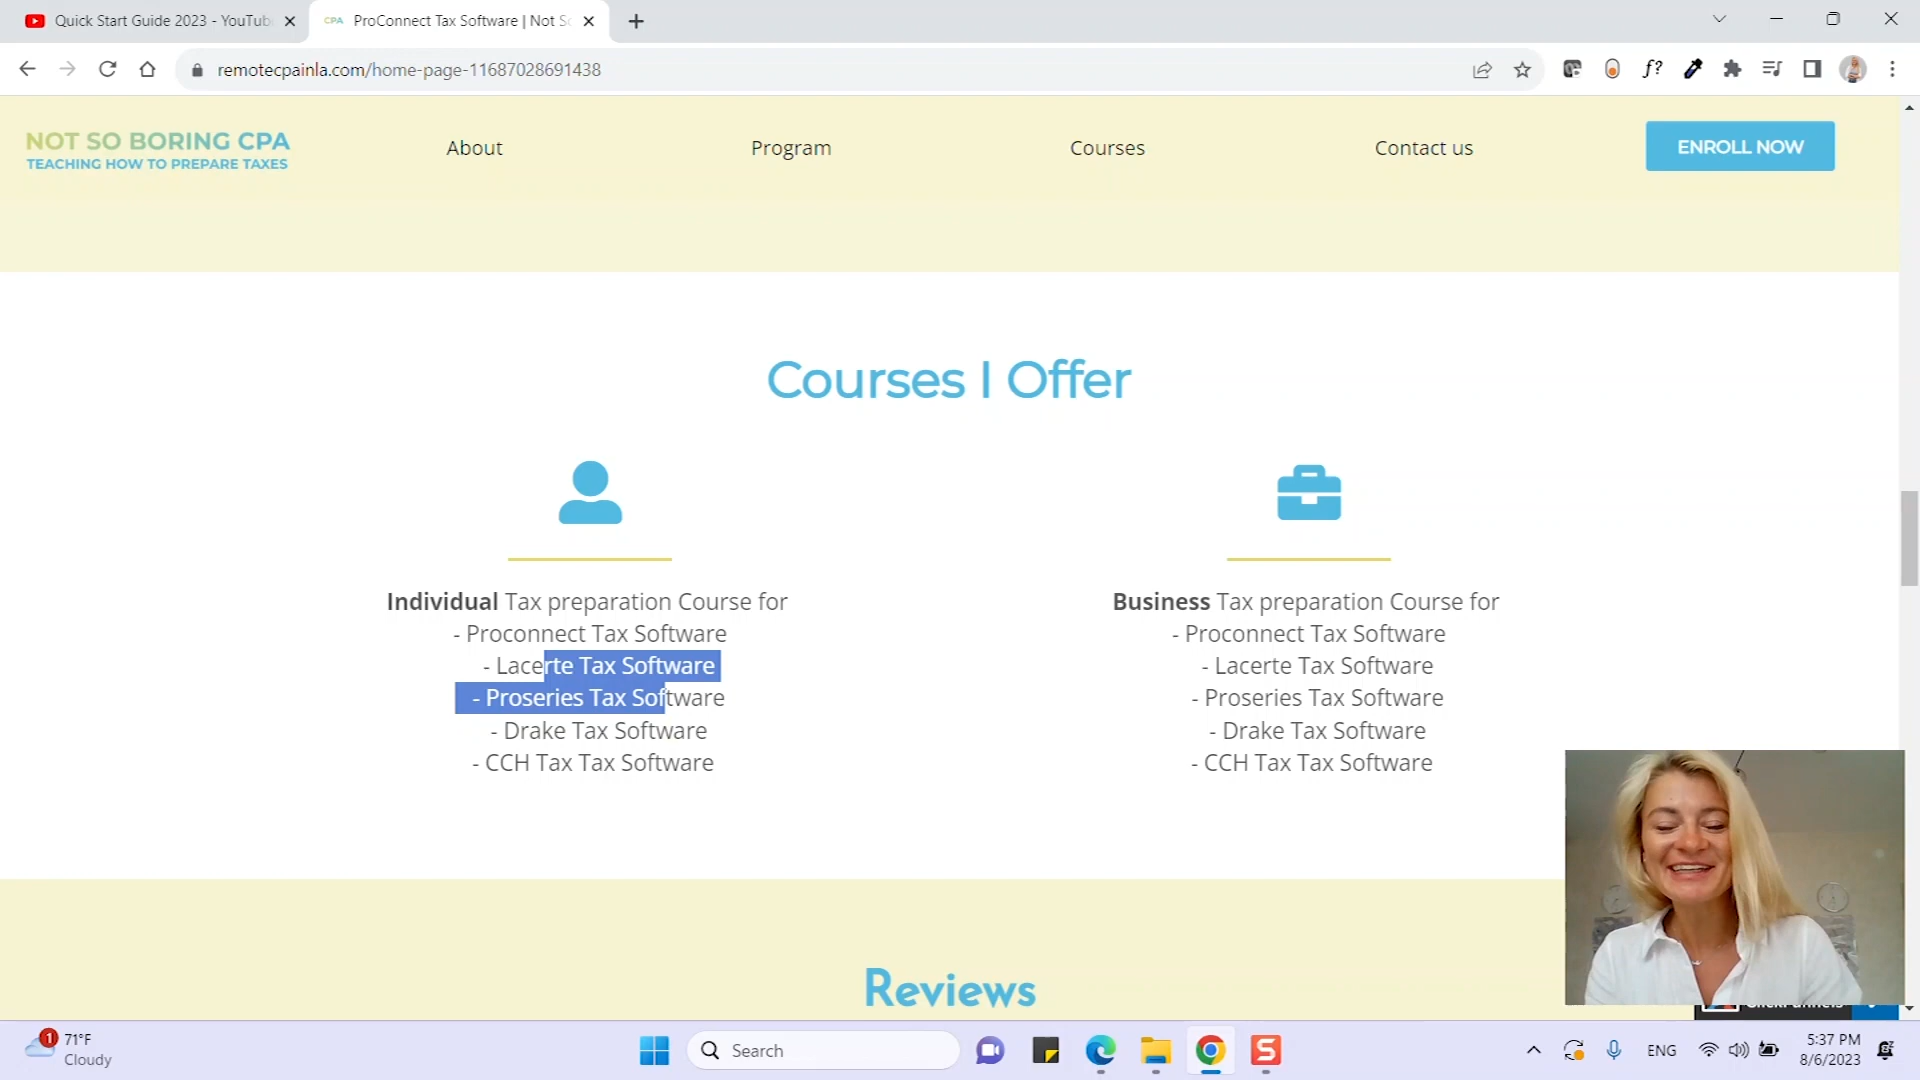 Quick Start Guide 2023 - YouTub
CPA ProConnect Tax Software | Not S
remotecpainla.com/home-page-11687028691438
NOT SO BORING CPA
TEACHING HOW TO PREPARE TAXES
About
Program
Courses
Contact us
ENROLL NOW
Courses I Offer
Individual Tax preparation Course for
- Proconnect Tax Software
- Lacerte Tax Software
- Proseries Tax Software
- Drake Tax Software
- CCH Tax Tax Software
Business Tax preparation Course for
- Proconnect Tax Software
- Lacerte Tax Software
- Proseries Tax Software
- Drake Tax Software
- CCH Tax Tax Software
Reviews
1
71°F
Cloudy
Search
ENG
5:37 PM
8/6/2023